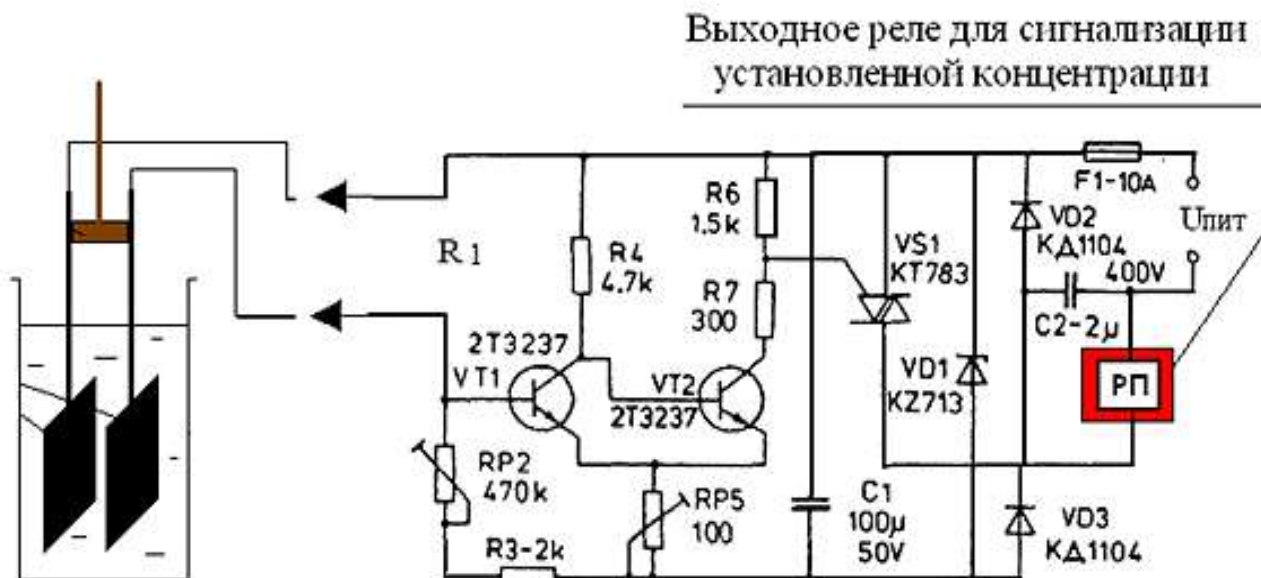 Выходное реле для сигнализации
установленной концентрации
F1-10A
R6
1.5k
VD2
КД1104
Uпит
R1
R4
4.7k
VS1
КТ783
400V
R7
300
C2-2μ
2T3237
VT1
VT2
2T3237
VD1
KZ713
РП
RP2
470k
RP5
100
C1
100μ
50V
VD3
КД1104
R3-2k